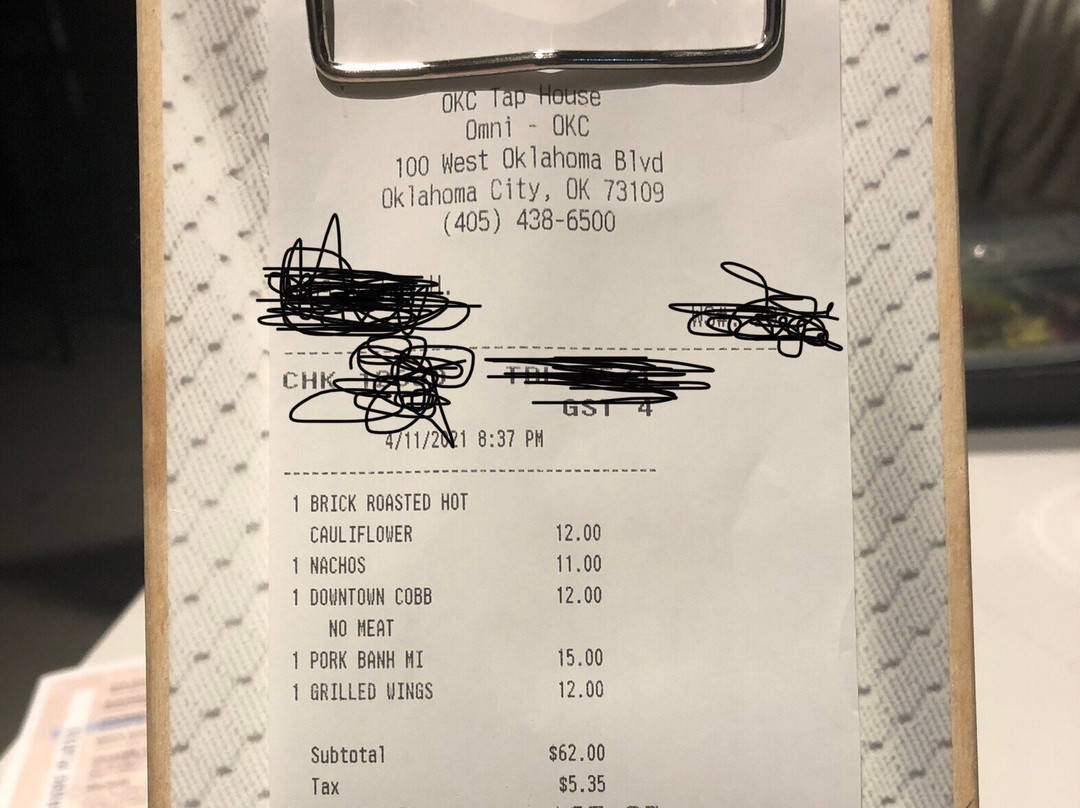 OKC Tap House
Omni - OKC
100 West Oklahoma Blvd
Oklahoma City, OK 73109
(405) 438-6500
CHK
GST 4
4/11/2021 8:37 PM
1 BRICK ROASTED HOT
CAULIFLOWER 12.00
1 NACHOS 11.00
1 DOWNTOWN COBB 12.00
NO MEAT
1 PORK BANH MI 15.00
1 GRILLED WINGS 12.00
Subtotal $62.00
Tax $5.35